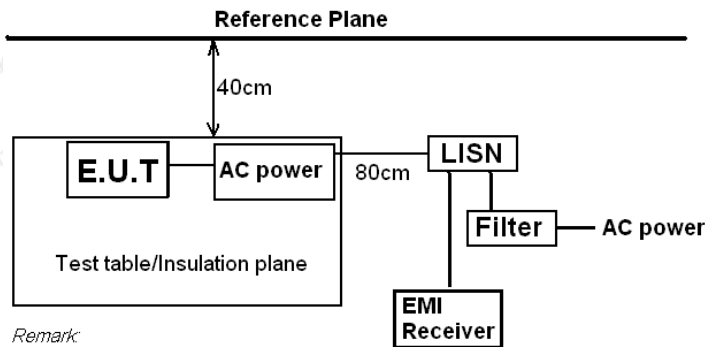 Reference Plane
40cm
E.U.T
AC power
80cm
LISN
Filter
AC power
Test table/Insulation plane
EMI
Receiver
Remark: